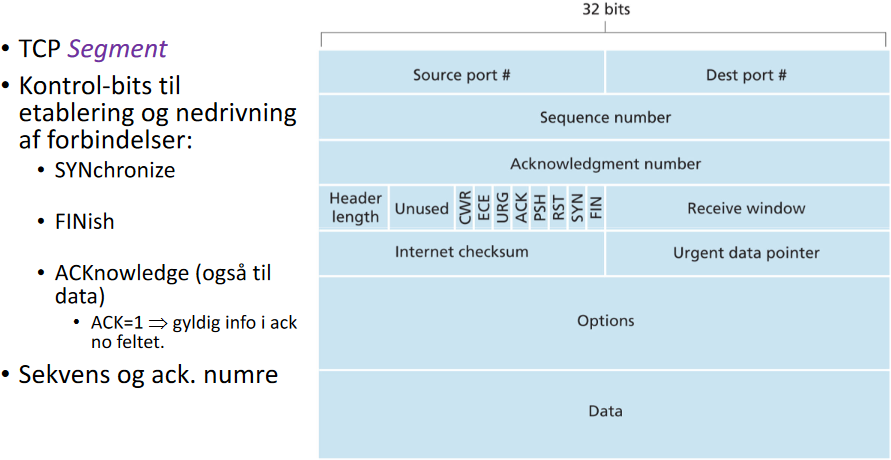 • TCP Segment
• Kontrol-bits til
etablering og nedrivning
af forbindelser:
• SYNchronize
• FINish
• ACKnowledge (også til
data)
• ACK=1 ⇒ gyldig info i ack
no feltet.
• Sekvens og ack. numre
32 bits
Source port # Dest port #
Sequence number
Acknowledgment number
Header
length Unused CWR ECE URG ACK PSH RST SYN FIN Receive window
Internet checksum Urgent data pointer
Options
Data